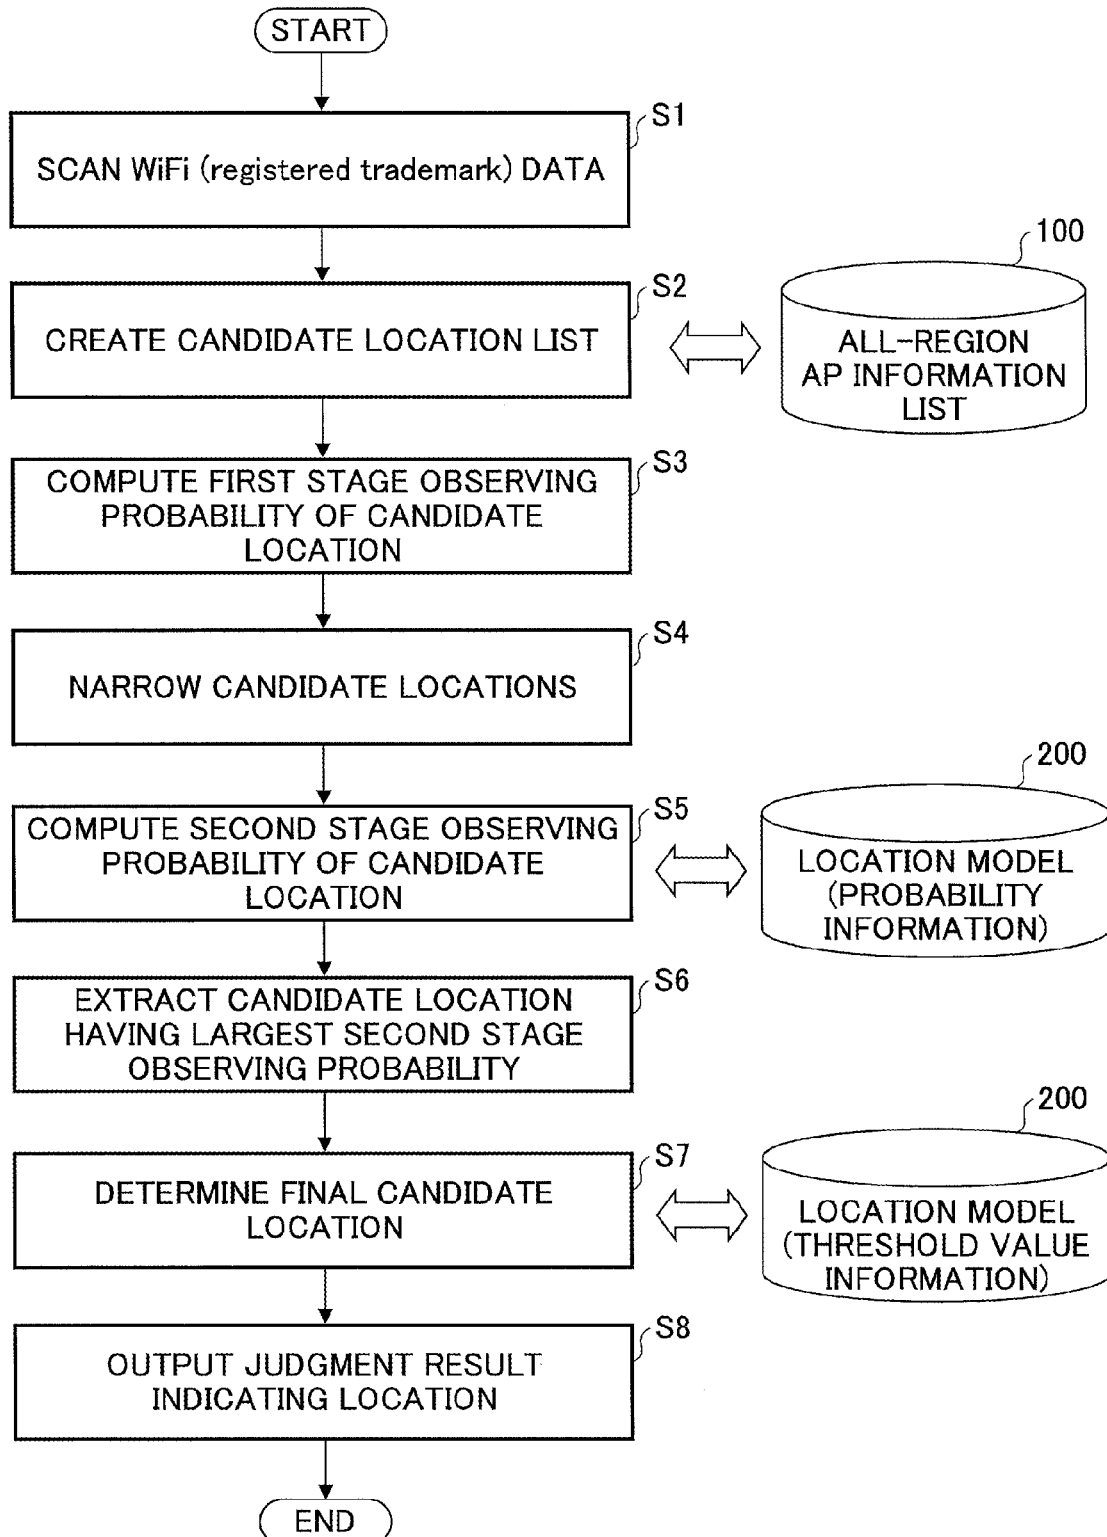 START
S1
SCAN WiFi (registered trademark) DATA
S2
CREATE CANDIDATE LOCATION LIST
100
ALL-REGION
AP INFORMATION
LIST
S3
COMPUTE FIRST STAGE OBSERVING
PROBABILITY OF CANDIDATE
LOCATION
S4
NARROW CANDIDATE LOCATIONS
S5
COMPUTE SECOND STAGE OBSERVING
PROBABILITY OF CANDIDATE
LOCATION
200
LOCATION MODEL
(PROBABILITY
INFORMATION)
S6
EXTRACT CANDIDATE LOCATION
HAVING LARGEST SECOND STAGE
OBSERVING PROBABILITY
S7
DETERMINE FINAL CANDIDATE
LOCATION
200
LOCATION MODEL
(THRESHOLD VALUE
INFORMATION)
S8
OUTPUT JUDGMENT RESULT
INDICATING LOCATION
END